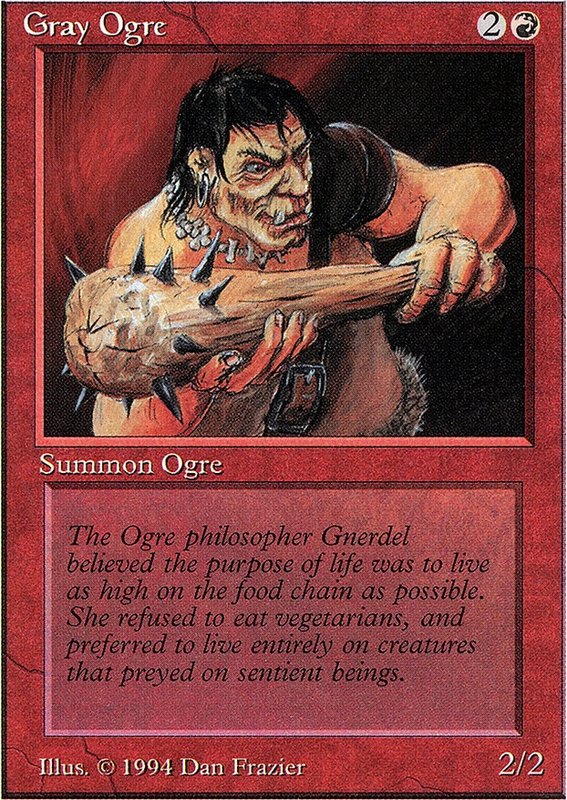 Gray Ogre 2
Summon Ogre
The Ogre philosopher Gnerdel
believed the purpose of life was to live
as high on the food chain as possible.
She refused to eat vegetarians, and
preferred to live entirely on creatures
that preyed on sentient beings.
Illus. © 1994 Dan Frazier 2/2